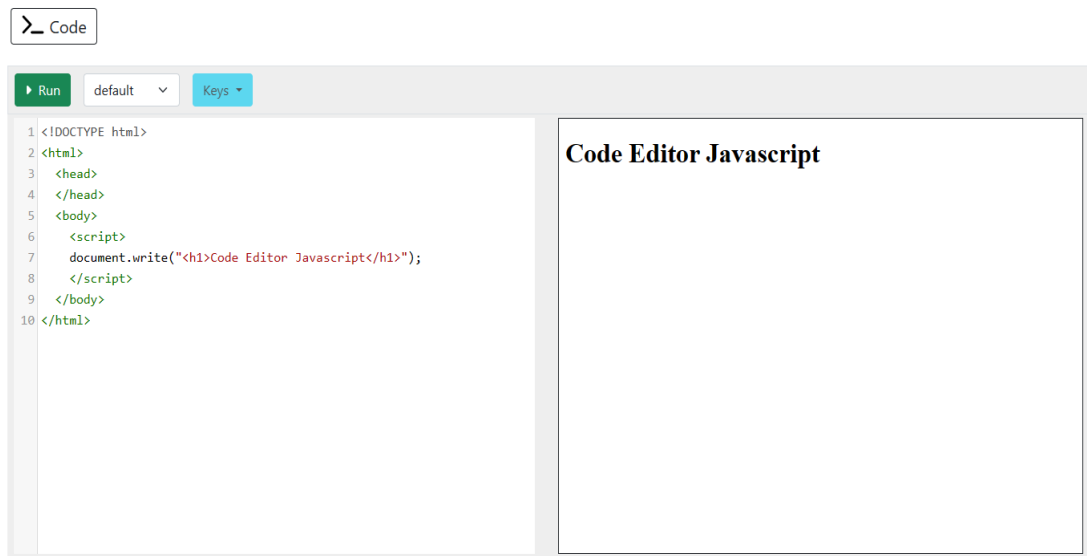 Code
Run default Keys
1 <!DOCTYPE html>
2 <html>
3   <head>
4   </head>
5   <body>
6     <script>
7     document.write("<h1>Code Editor Javascript</h1>");
8     </script>
9   </body>
10 </html>
Code Editor Javascript